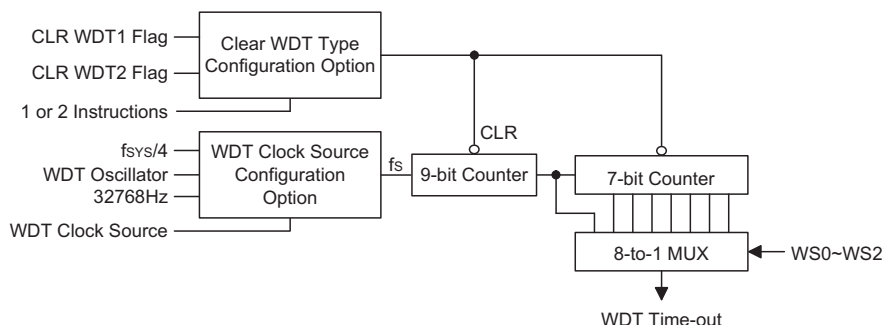 CLR WDT1 Flag
CLR WDT2 Flag
1 or 2 Instructions
Clear WDT Type
Configuration Option
CLR
fSYS/4
WDT Oscillator
32768Hz
WDT Clock Source
WDT Clock Source
Configuration
Option
fS
9-bit Counter
7-bit Counter
8-to-1 MUX
WS0~WS2
WDT Time-out